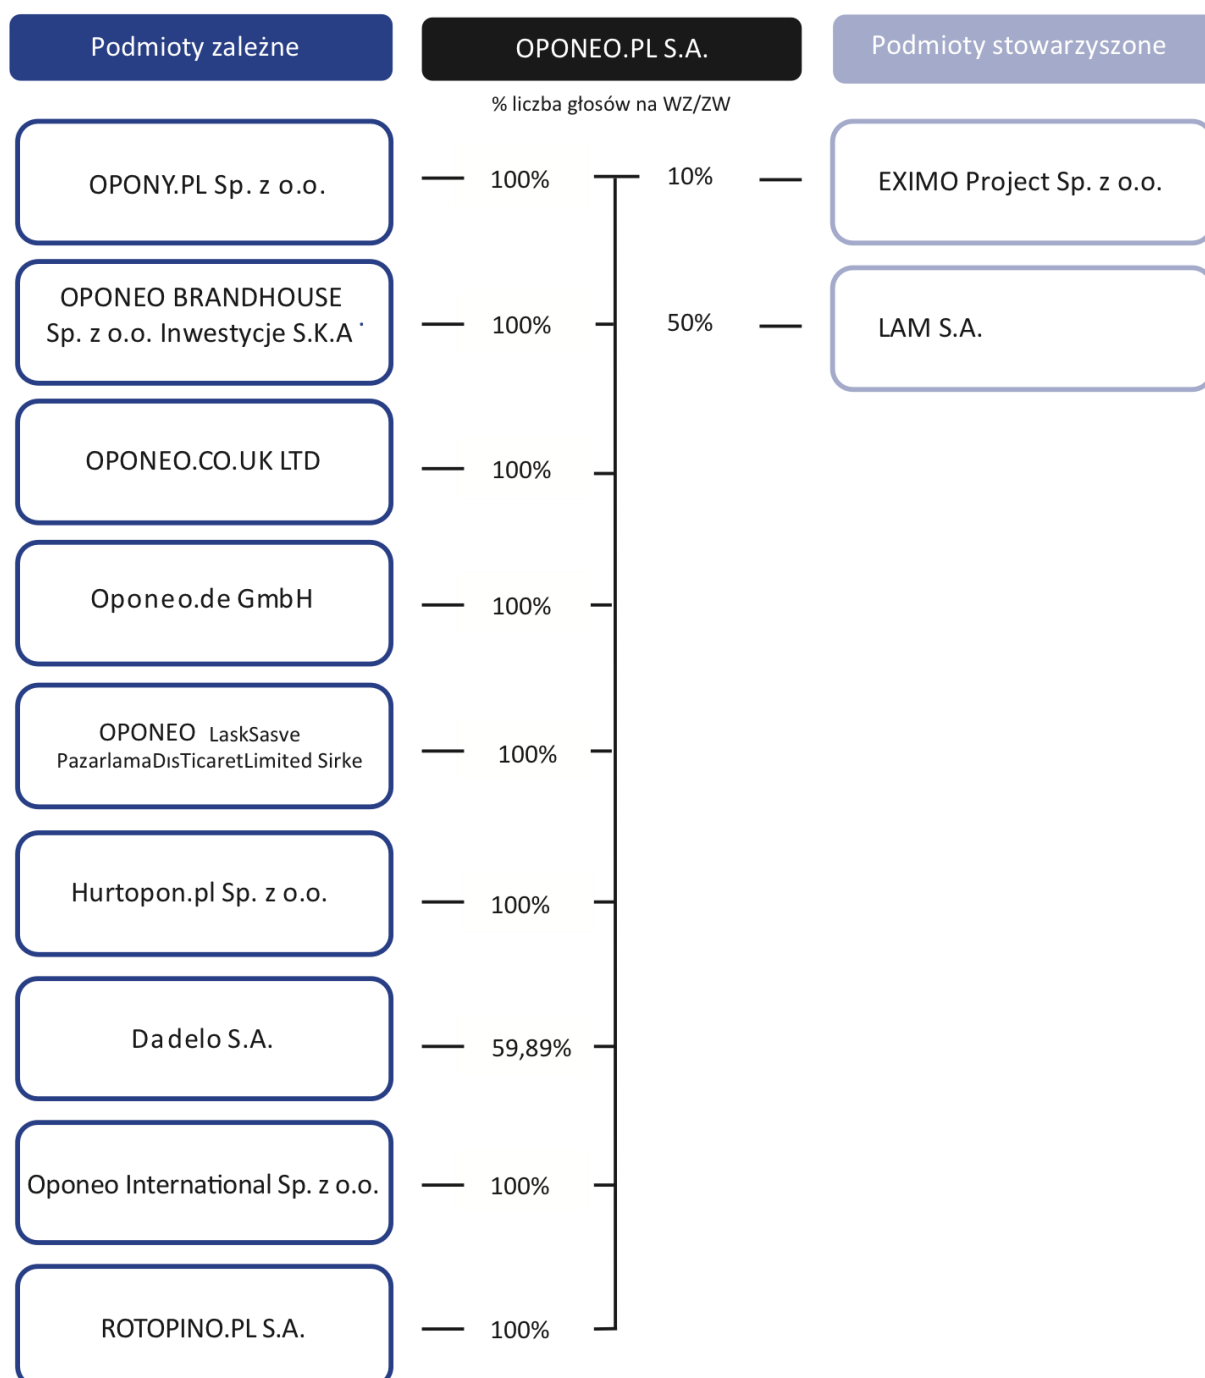 Podmioty zależne
OPONEO.PL S.A.
Podmioty stowarzyszone
% liczba głosów na WZ/ZW
OPONY.PL Sp. z o.o.
100%
10%
EXIMO Project Sp. z o.o.
OPONEO BRANDHOUSE
Sp. z o.o. Inwestycje S.K.A
100%
50%
LAM S.A.
OPONEO.CO.UK LTD
100%
Oponeo.de GmbH
100%
OPONEO LaskSasve
PazarlamaDısTicaretLimited Sirke
100%
Hurtopon.pl Sp. z o.o.
100%
Dadelo S.A.
59,89%
Oponeo International Sp. z o.o.
100%
ROTOPINO.PL S.A.
100%